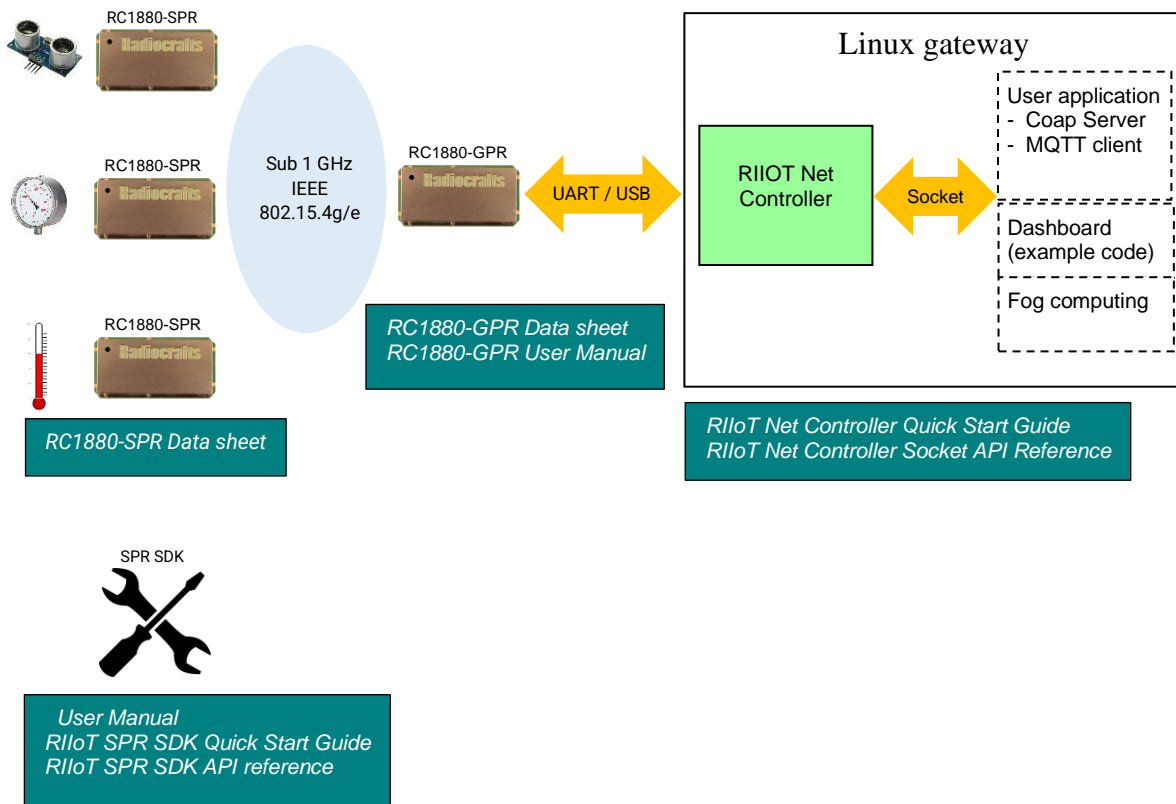 RC1880-SPR
Radiocrafts
RC1880-SPR
Radiocrafts
RC1880-SPR
Radiocrafts
RC1880-SPR Data sheet
Sub 1 GHz
IEEE
802.15.4g/e
RC1880-GPR
Radiocrafts
UART / USB
RC1880-GPR Data sheet
RC1880-GPR User Manual
Linux gateway
RIIOT Net
Controller
Socket
User application
- Coap Server
- MQTT client
Dashboard
(example code)
Fog computing
RIIoT Net Controller Quick Start Guide
RIIoT Net Controller Socket API Reference
SPR SDK
User Manual
RIIoT SPR SDK Quick Start Guide
RIIoT SPR SDK API reference